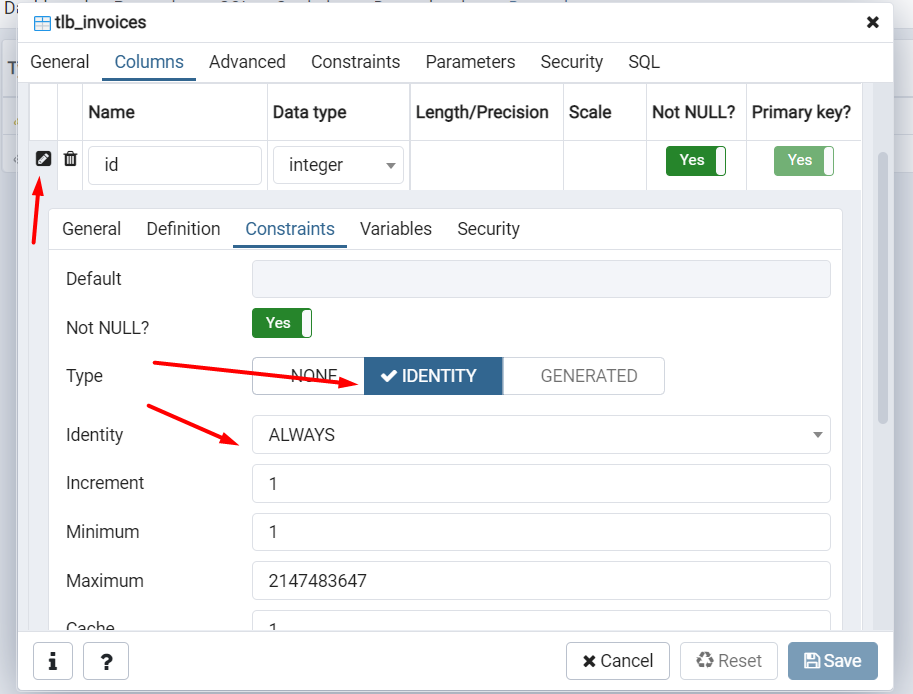 tlb_invoices
General Columns Advanced Constraints Parameters Security SQL
Name Data type Length/Precision Scale Not NULL? Primary key?
id integer Yes Yes
General Definition Constraints Variables Security
Default
Not NULL? Yes
Type NONE IDENTITY GENERATED
Identity ALWAYS
Increment 1
Minimum 1
Maximum 2147483647
Cache 1
i ? Cancel Reset Save